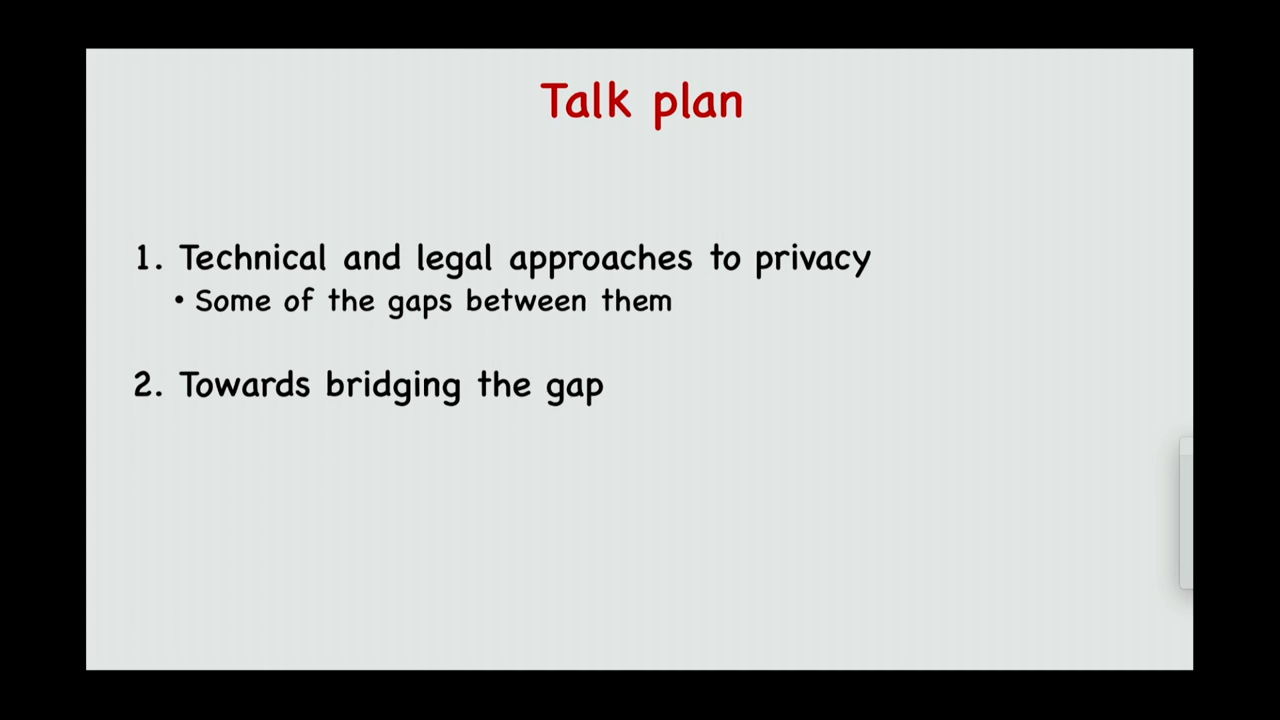 Talk plan
1. Technical and legal approaches to privacy
• Some of the gaps between them
2. Towards bridging the gap